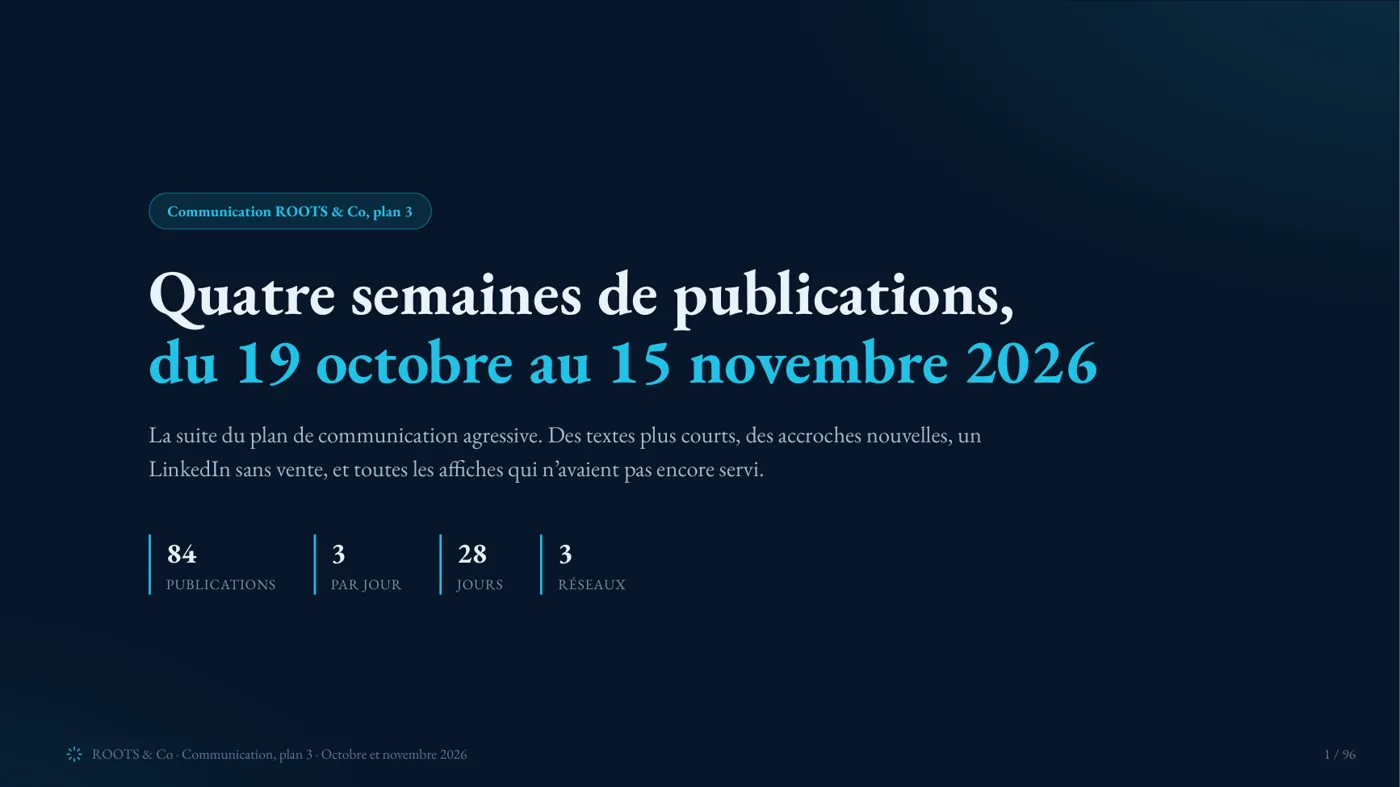 Communication ROOTS & Co, plan 3
Quatre semaines de publications,
du 19 octobre au 15 novembre 2026
La suite du plan de communication agressive. Des textes plus courts, des accroches nouvelles, un
LinkedIn sans vente, et toutes les affiches qui n’avaient pas encore servi.
84
PUBLICATIONS
3
PAR JOUR
28
JOURS
3
RÉSEAUX
ROOTS & Co · Communication, plan 3 · Octobre et novembre 2026
1 / 96